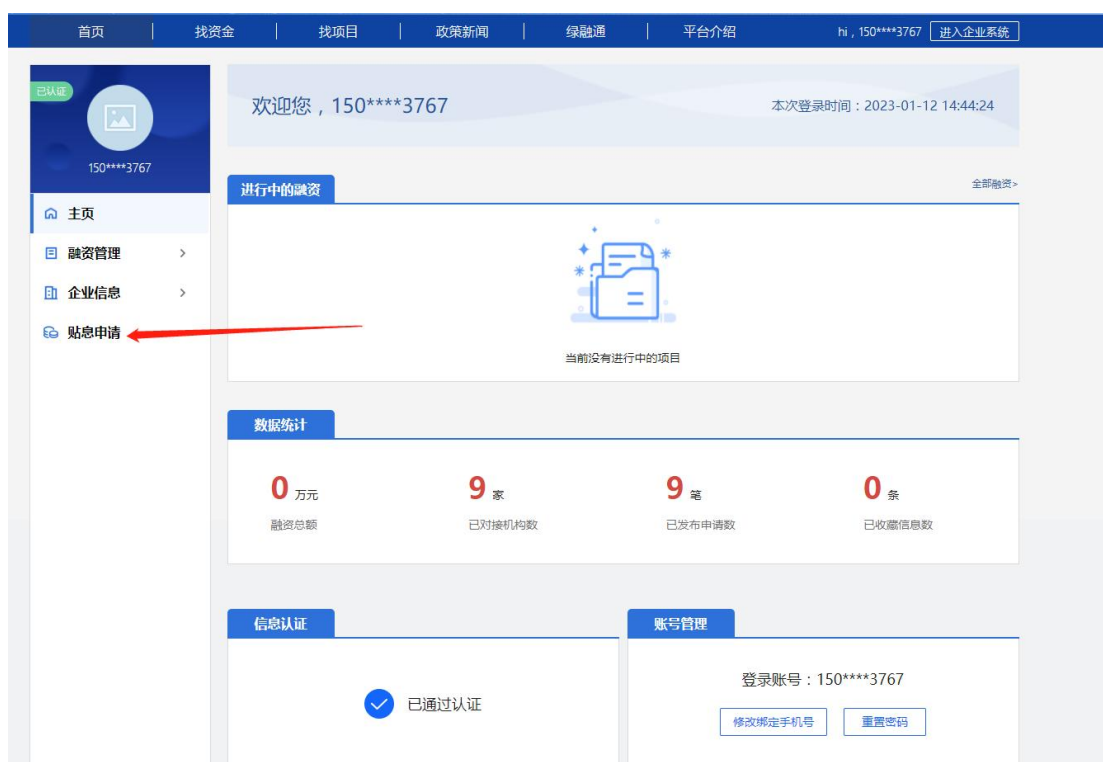 首页 找资金 找项目 政策新闻 绿融通 平台介绍 hi，150****3767 进入企业系统
已认证
150****3767
欢迎您，150****3767 本次登录时间：2023-01-12 14:44:24
主页
融资管理
企业信息
贴息申请
进行中的融资 全部融资>
当前没有进行中的项目
数据统计
0 万元 9 家 9 笔 0 条
融资总额 已对接机构数 已发布申请数 已收藏信息数
信息认证 账号管理
已通过认证
登录账号：150****3767
修改绑定手机号 重置密码